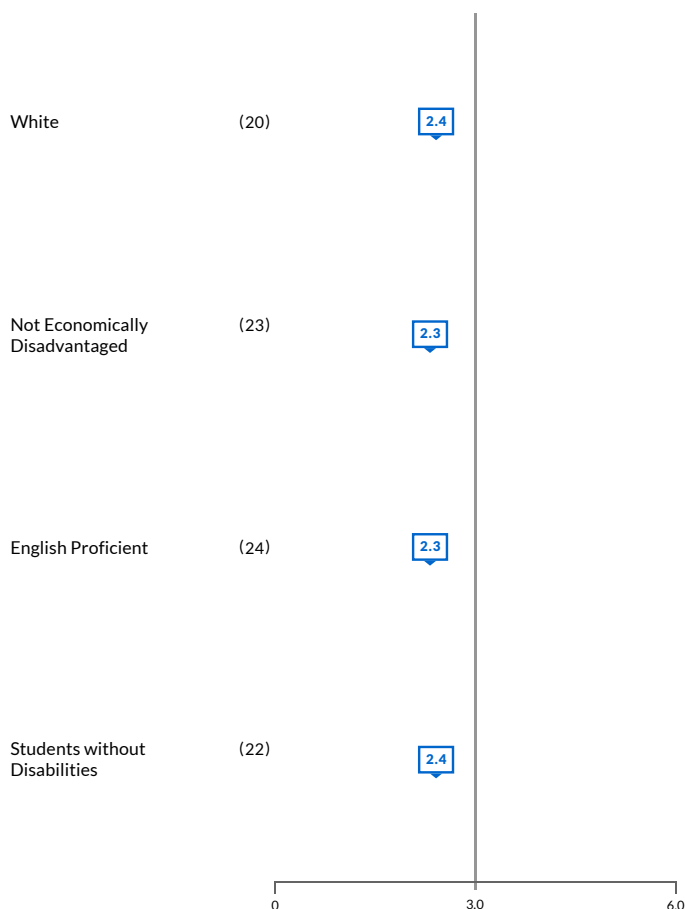 White (20) 2.4
Not Economically (23) 2.3
Disadvantaged
English Proficient (24) 2.3
Students without (22) 2.4
Disabilities
0 3.0 6.0